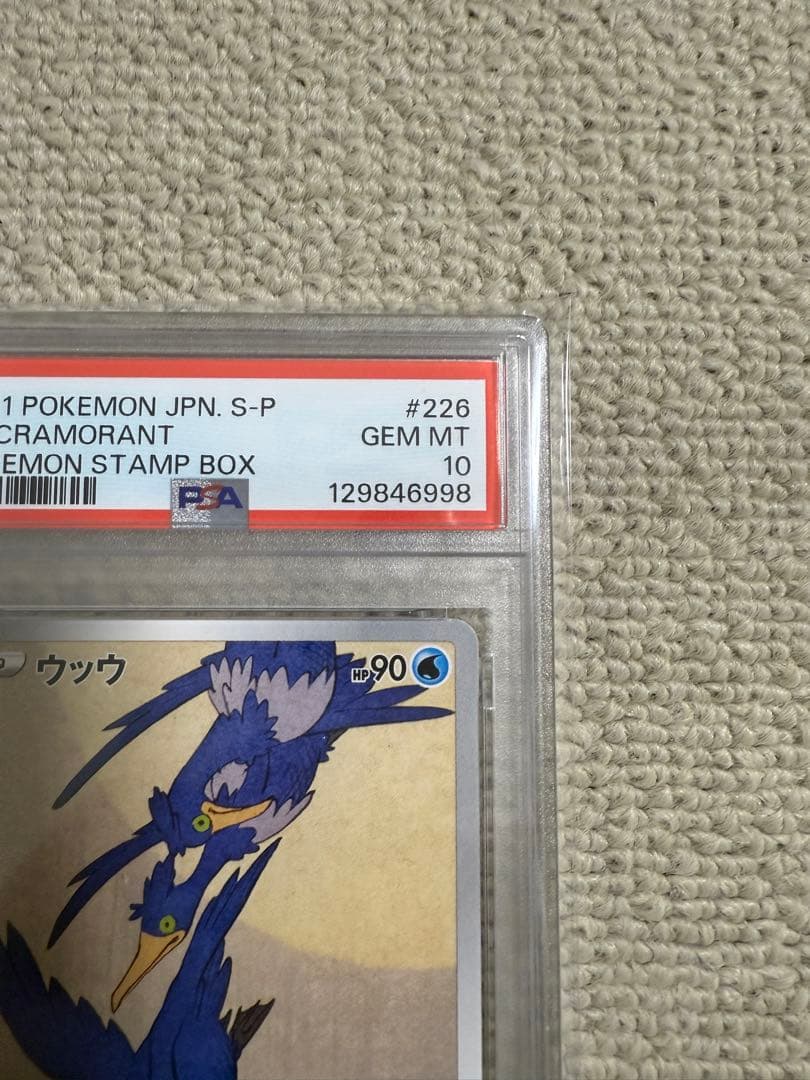 1 POKEMON JPN. S-P #226
CRAMORANT GEM MT
EMON STAMP BOX 10
PSA 129846998
ウッウ HP90